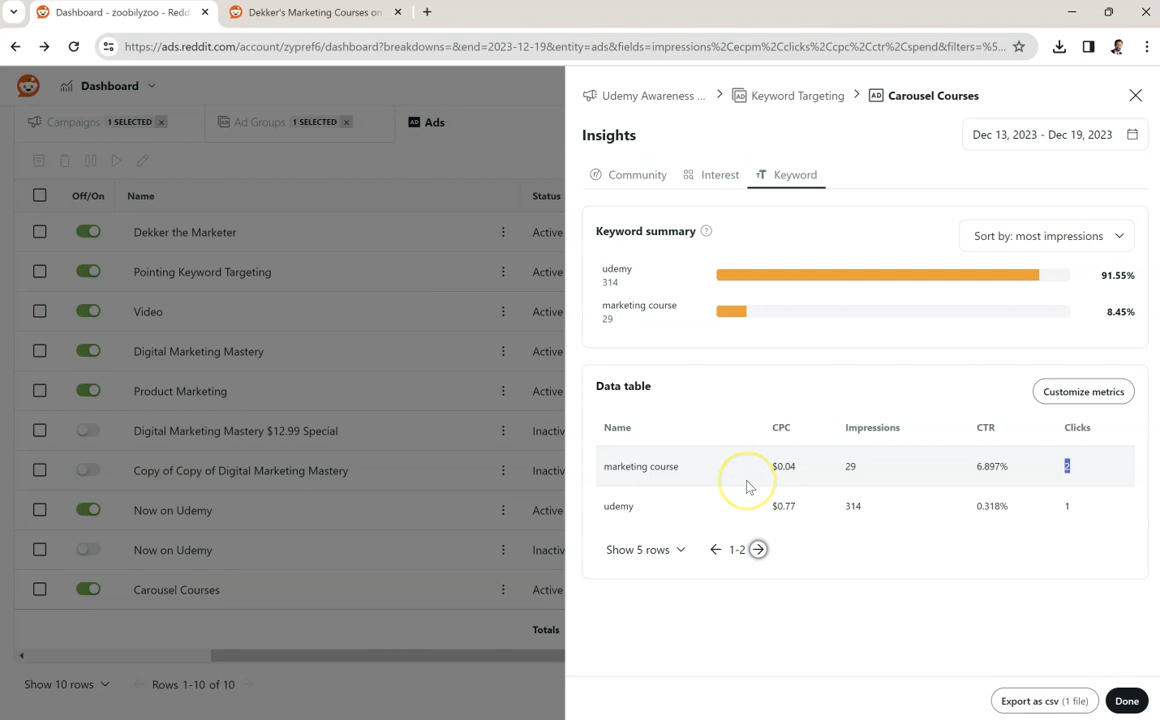 Dashboard - zoobilyzoo - Redd
Dekker's Marketing Courses on
https://ads.reddit.com/account/zypref6/dashboard?breakdowns=&end=2023-12-19&entity=ads&fields=impressions%2Cecpm%2Cclicks%2Ccpc%2Cctr%2Cspend&filters=%5...
Dashboard
Campaigns 1 SELECTED x
Ad Groups 1 SELECTED x
AD Ads
Off/On Name Status
Dekker the Marketer Active
Pointing Keyword Targeting Active
Video Active
Digital Marketing Mastery Active
Product Marketing Active
Digital Marketing Mastery $12.99 Special Inactiv
Copy of Copy of Digital Marketing Mastery Inactiv
Now on Udemy Active
Now on Udemy Inactiv
Carousel Courses Active
Totals
Show 10 rows Rows 1-10 of 10
Udemy Awareness ... > Keyword Targeting > AD Carousel Courses
Insights
Dec 13, 2023 - Dec 19, 2023
Community Interest Keyword
Keyword summary ?
Sort by: most impressions
udemy
314
91.55%
marketing course
29
8.45%
Data table
Customize metrics
Name CPC Impressions CTR Clicks
marketing course $0.04 29 6.897% 2
udemy $0.77 314 0.318% 1
Show 5 rows 1-2
Export as csv (1 file)
Done